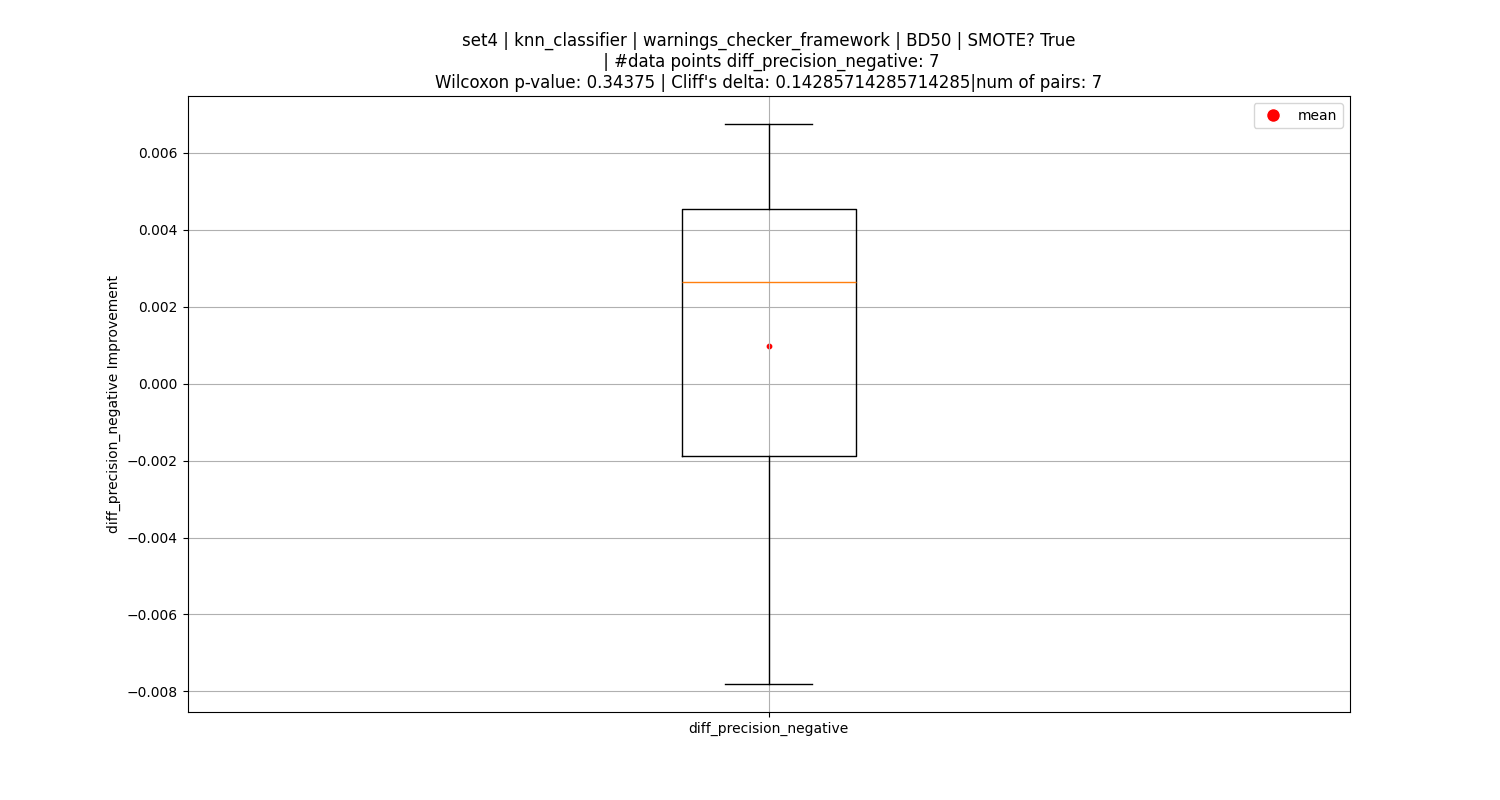 set4 | knn_classifier | warnings_checker_framework | BD50 | SMOTE? True
| #data points diff_precision_negative: 7
Wilcoxon p-value: 0.34375 | Cliff's delta: 0.14285714285714285|num of pairs: 7
mean
0.006
0.004
0.002
0.000
−0.002
−0.004
−0.006
−0.008
diff_precision_negative Improvement
diff_precision_negative